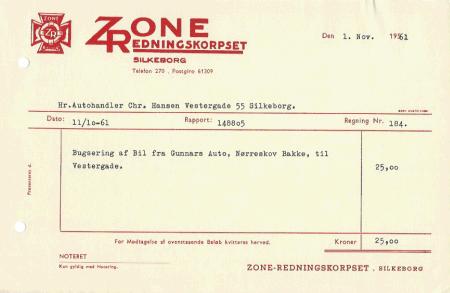 ZONE
ZR
ZONE
REDNINGSKORPSET
SILKEBORG
Telefon 270 . Postgiro 61309
Den 1. Nov. 1961
Hr.Autohandler Chr. Hansen Vestergade 55 Silkeborg.
Dato: 11/10-61 Rapport: 148805 Regning Nr. 184.
Bugsering af Bil fra Gunnars Auto, Nørreskov Bakke, til
Vestergade. 25,00
For Modtagelse af ovenstaaende Beløb kvitteres herved. Kroner 25,00
NOTERET
Kun gyldig med Notering.
ZONE-REDNINGSKORPSET . SILKEBORG